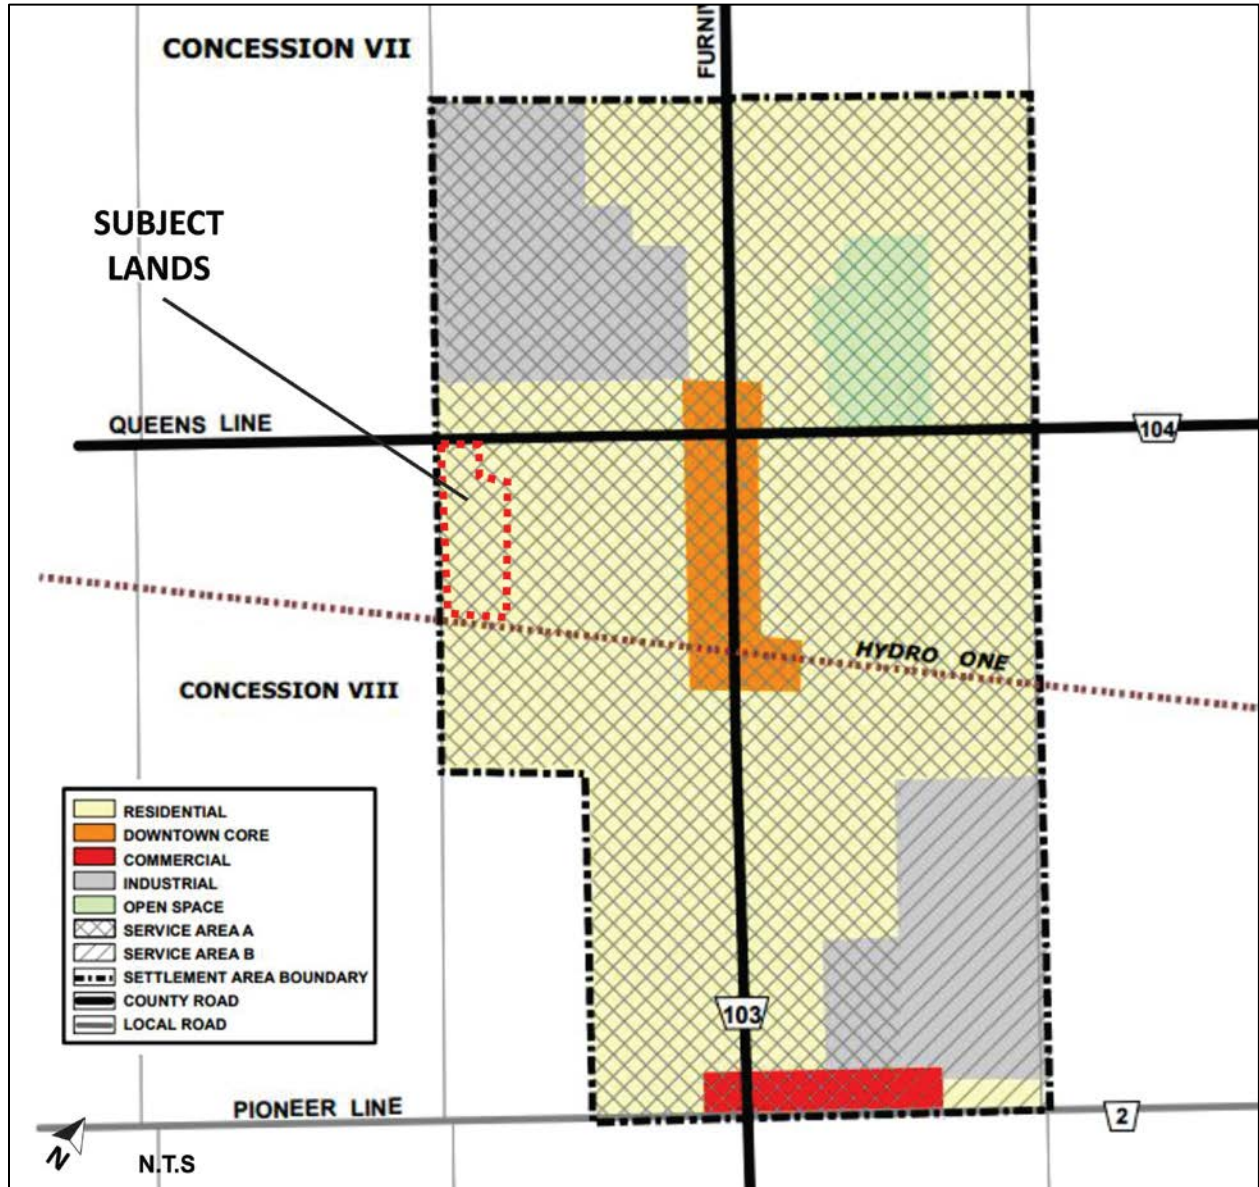 CONCESSION VII
FURNIV
SUBJECT
LANDS
QUEENS LINE
104
HYDRO ONE
CONCESSION VIII
RESIDENTIAL
DOWNTOWN CORE
COMMERCIAL
INDUSTRIAL
OPEN SPACE
SERVICE AREA A
SERVICE AREA B
SETTLEMENT AREA BOUNDARY
COUNTY ROAD
LOCAL ROAD
103
PIONEER LINE
2
N
N.T.S